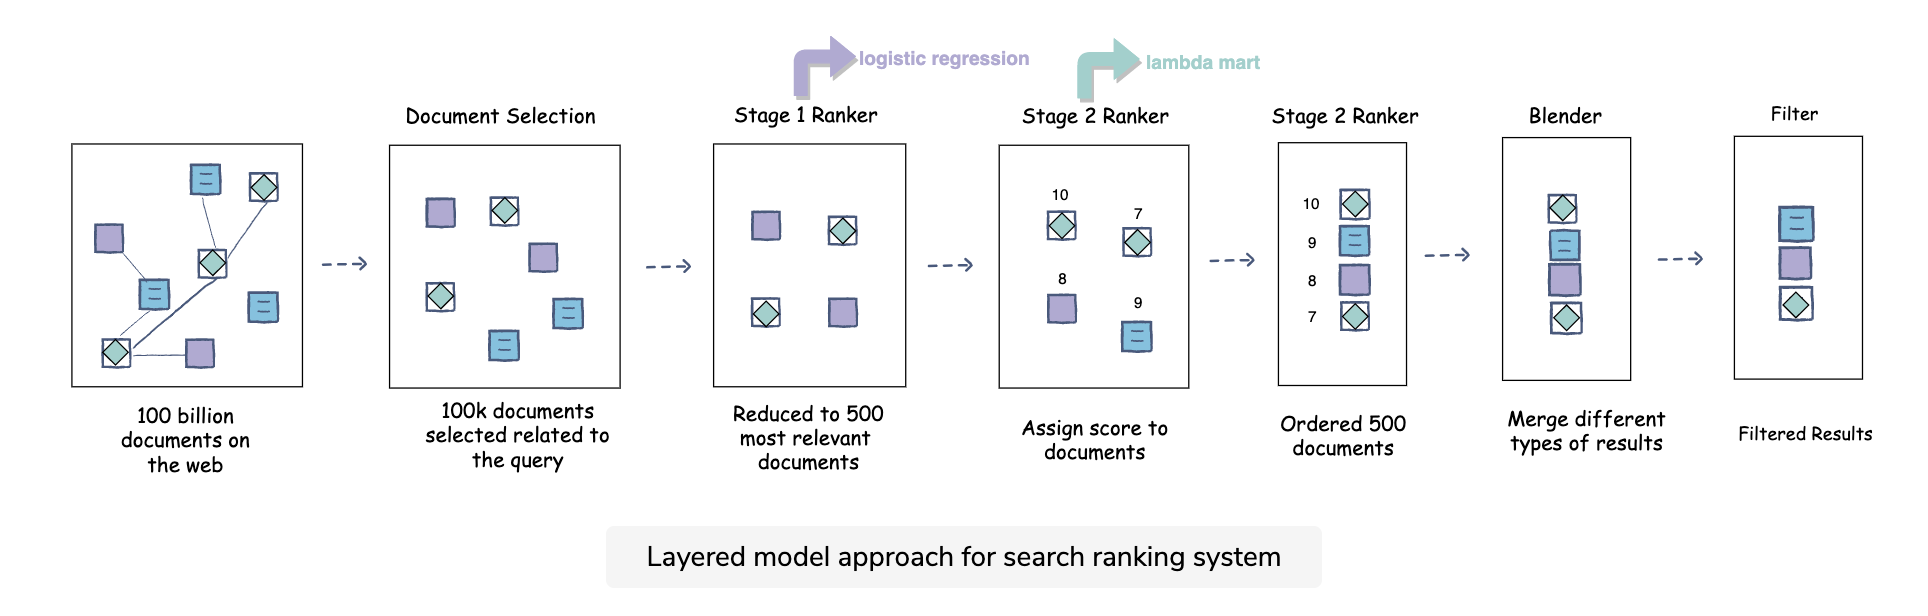 logistic regression
lambda mart
Document Selection
Stage 1 Ranker
Stage 2 Ranker
Stage 2 Ranker
Blender
Filter
10
7
8
9
10
9
8
7
100 billion
documents on
the web
100k documents
selected related to
the query
Reduced to 500
most relevant
documents
Assign score to
documents
Ordered 500
documents
Merge different
types of results
Filtered Results
Layered model approach for search ranking system